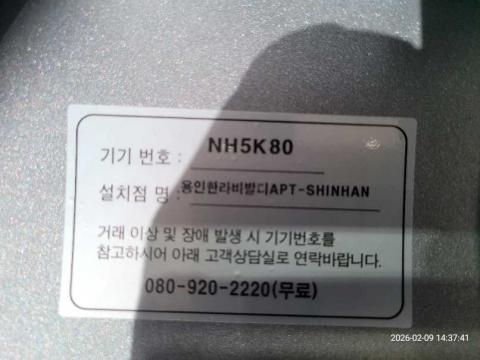 기기 번호 : NH5K80
설치점 명 : 용인한라비발디APT-SHINHAN
거래 이상 및 장애 발생 시 기기번호를
참고하시어 아래 고객상담실로 연락바랍니다.
080-920-2220(무료)
2026-02-09 14:37:41